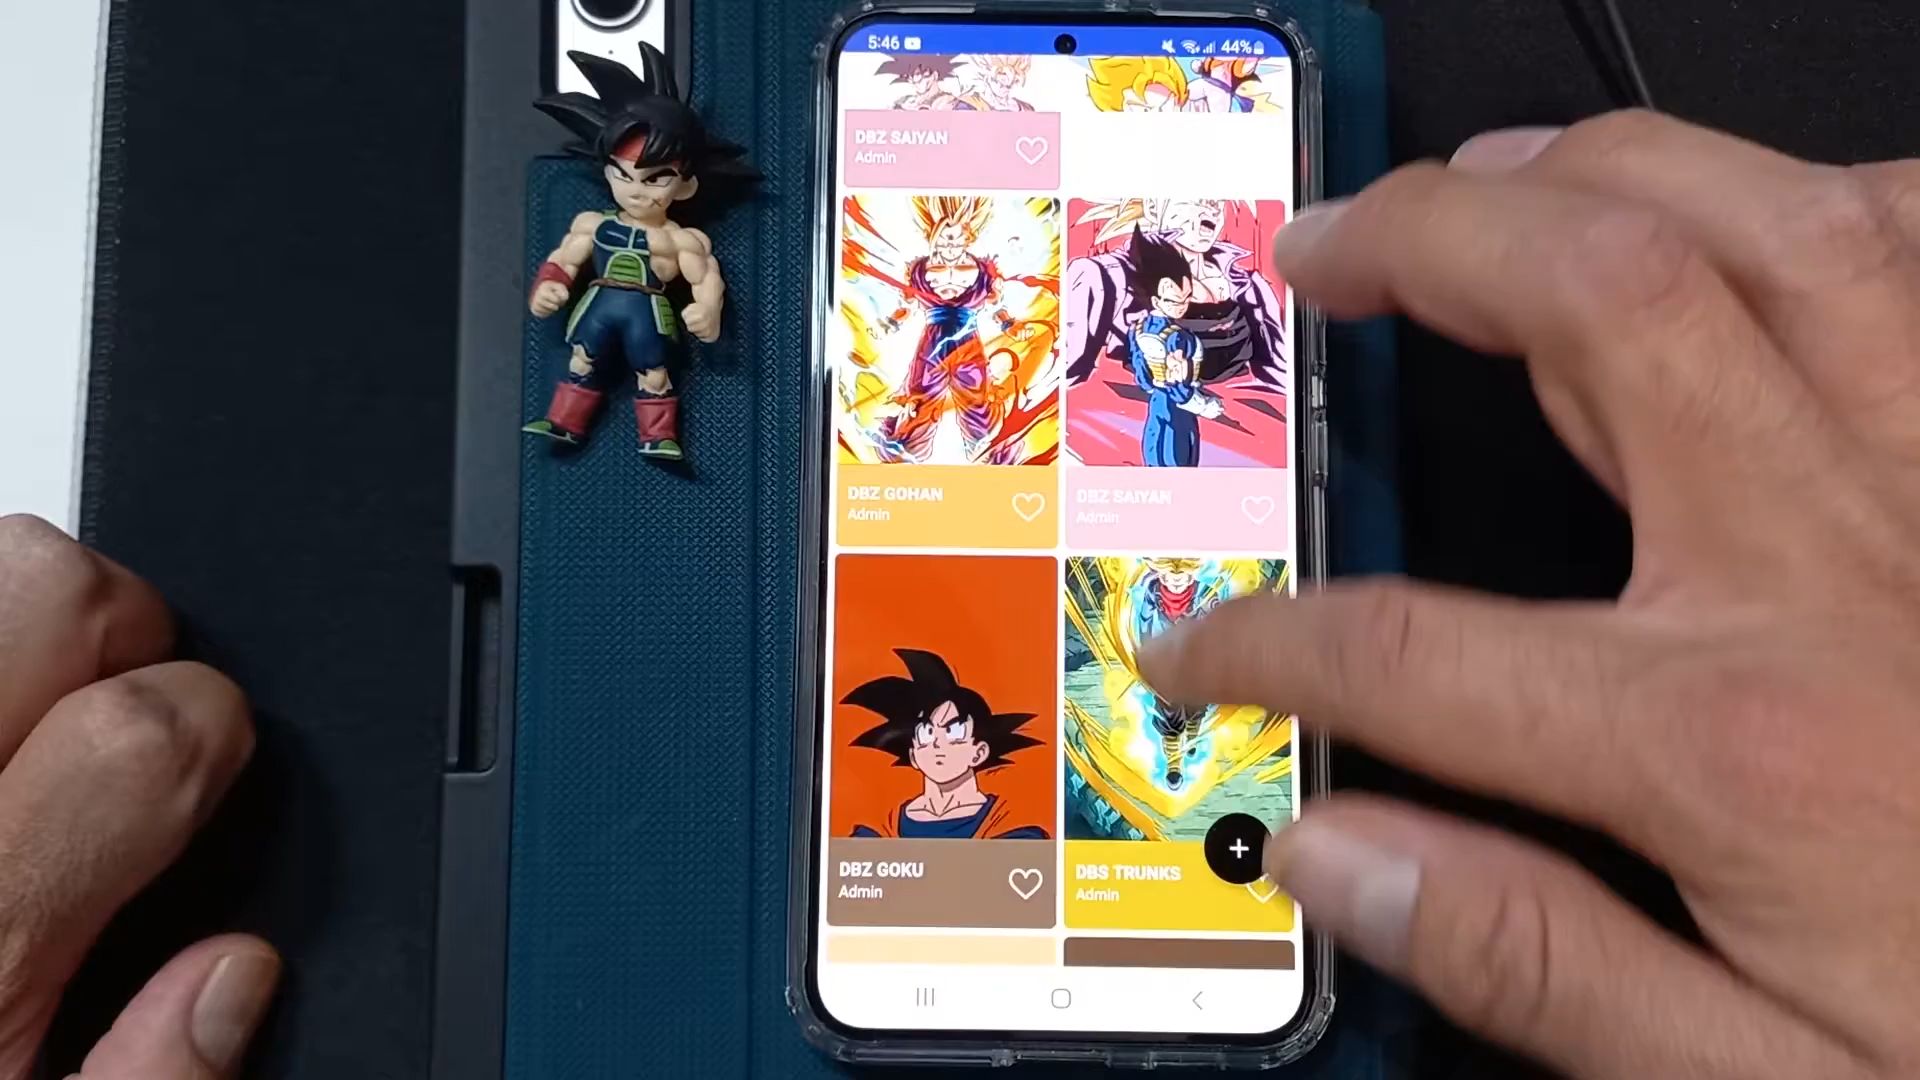 5:46
44%
DBZ SAIYAN
Admin
DBZ GOHAN
Admin
DBZ SAIYAN
Admin
DBZ GOKU
Admin
DBS TRUNKS
Admin
+